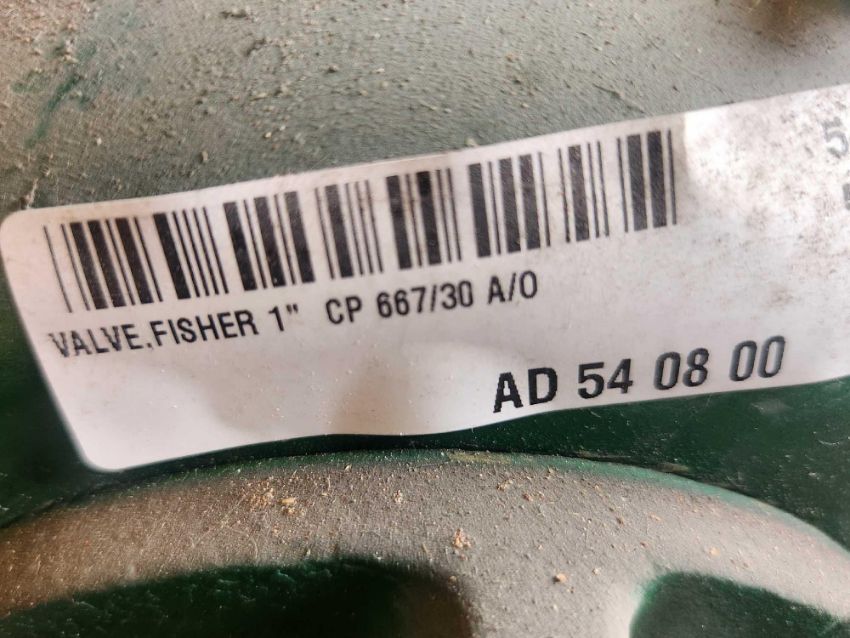 VALVE,FISHER 1" CP 667/30 A/O
AD 54 08 00